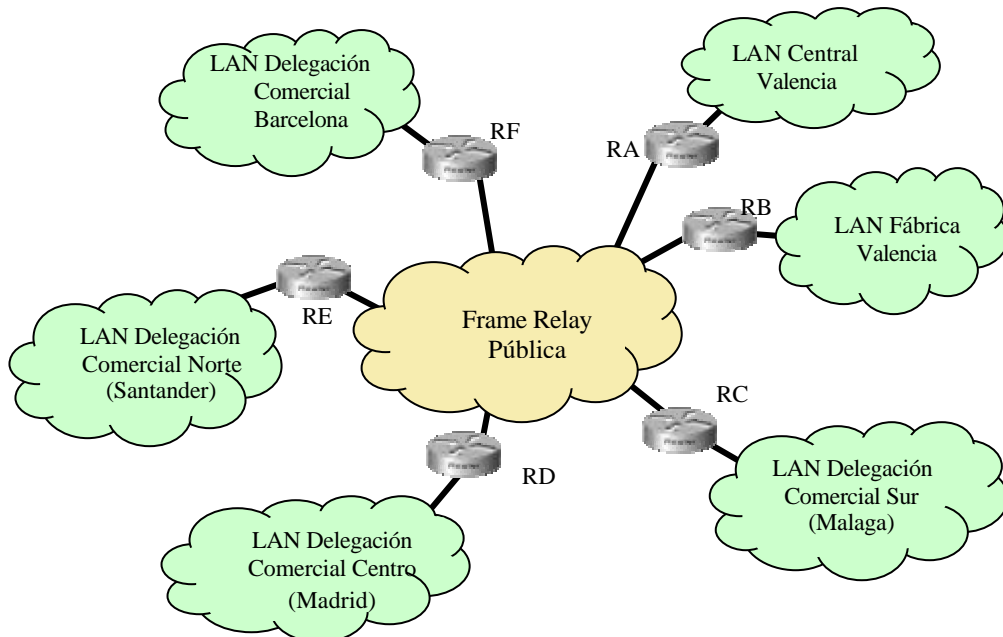 LAN Delegación
Comercial
Barcelona
RF
LAN Central
Valencia
RA
RB
LAN Fábrica
Valencia
RE
LAN Delegación
Comercial Norte
(Santander)
Frame Relay
Pública
RC
LAN Delegación
Comercial Sur
(Malaga)
RD
LAN Delegación
Comercial Centro
(Madrid)